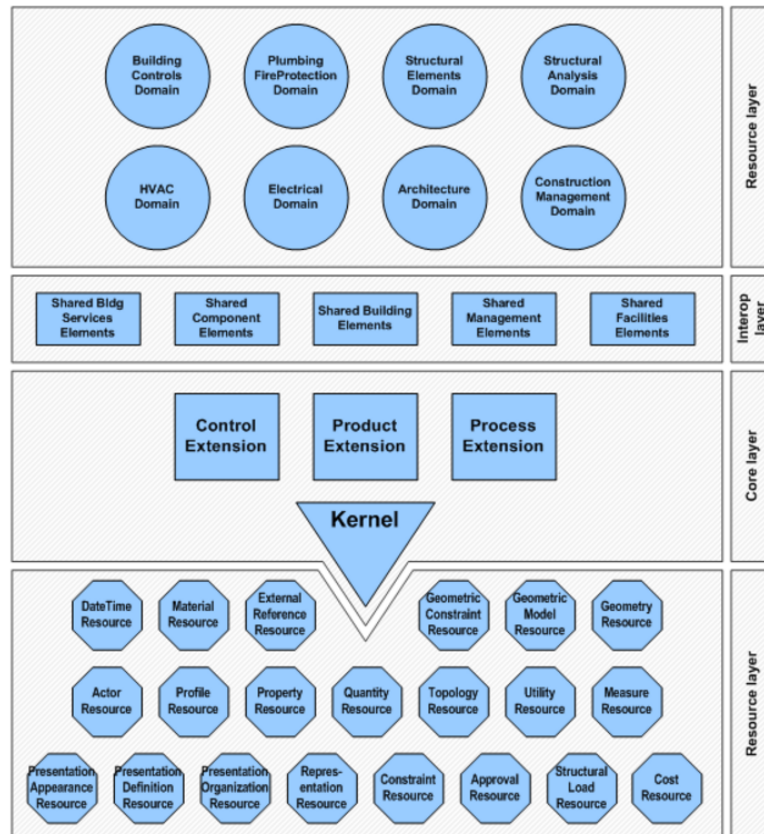 Building
Controls
Domain
Plumbing
FireProtection
Domain
Structural
Elements
Domain
Structural
Analysis
Domain
HVAC
Domain
Electrical
Domain
Architecture
Domain
Construction
Management
Domain
Resource layer
Shared Bldg
Services
Elements
Shared
Component
Elements
Shared Building
Elements
Shared
Management
Elements
Shared
Facilities
Elements
Interop
layer
Control
Extension
Product
Extension
Process
Extension
Kernel
Core layer
DateTime
Resource
Material
Resource
External
Reference
Resource
Geometric
Constraint
Resource
Geometric
Model
Resource
Geometry
Resource
Actor
Resource
Profile
Resource
Property
Resource
Quantity
Resource
Topology
Resource
Utility
Resource
Measure
Resource
Presentation
Appearance
Resource
Presentation
Definition
Resource
Presentation
Organization
Resource
Repres-
entation
Resource
Constraint
Resource
Approval
Resource
Structural
Load
Resource
Cost
Resource
Resource layer